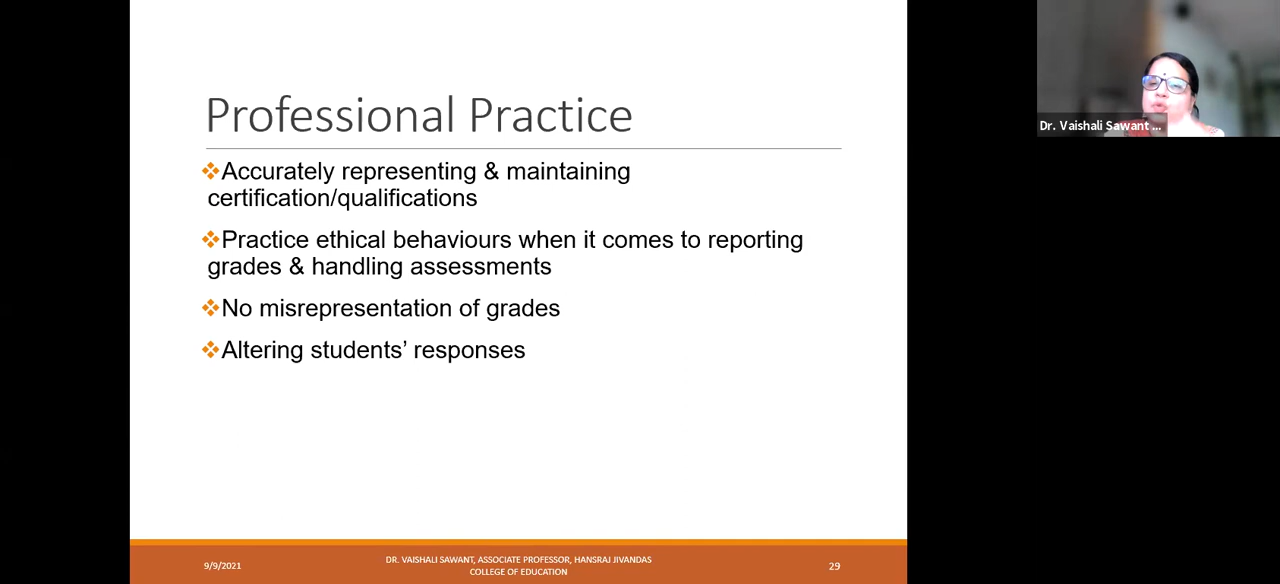 Professional Practice
❖Accurately representing & maintaining
certification/qualifications
❖Practice ethical behaviours when it comes to reporting
grades & handling assessments
❖No misrepresentation of grades
❖Altering students’ responses
9/9/2021
DR. VAISHALI SAWANT, ASSOCIATE PROFESSOR, HANSRAJ JIVANDAS
COLLEGE OF EDUCATION
29
Dr. Vaishali Sawant ...